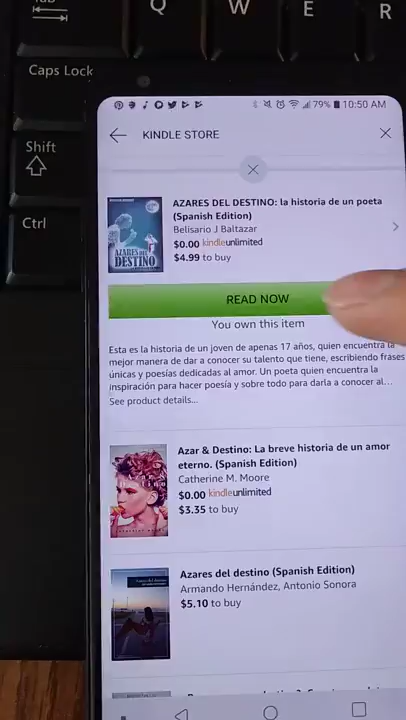 Q W E R
Caps Lock
79% 10:50 AM
KINDLE STORE
Shift
AZARES DEL DESTINO: la historia de un poeta
(Spanish Edition)
Ctrl
Belisario J Baltazar
$0.00 kindleunlimited
AZARES DEL
DESTINO
$4.99 to buy
READ NOW
You own this item
Esta es la historia de un joven de apenas 17 años, quien encuentra la
mejor manera de dar a conocer su talento que tiene, escribiendo frases
únicas y poesías dedicadas al amor. Un poeta quien encuentra la
inspiración para hacer poesía y sobre todo para darla a conocer al...
See product details...
Azar & Destino: La breve historia de un amor
eterno. (Spanish Edition)
Catherine M. Moore
$0.00 kindleunlimited
$3.35 to buy
Azares del destino (Spanish Edition)
Armando Hernández, Antonio Sonora
$5.10 to buy